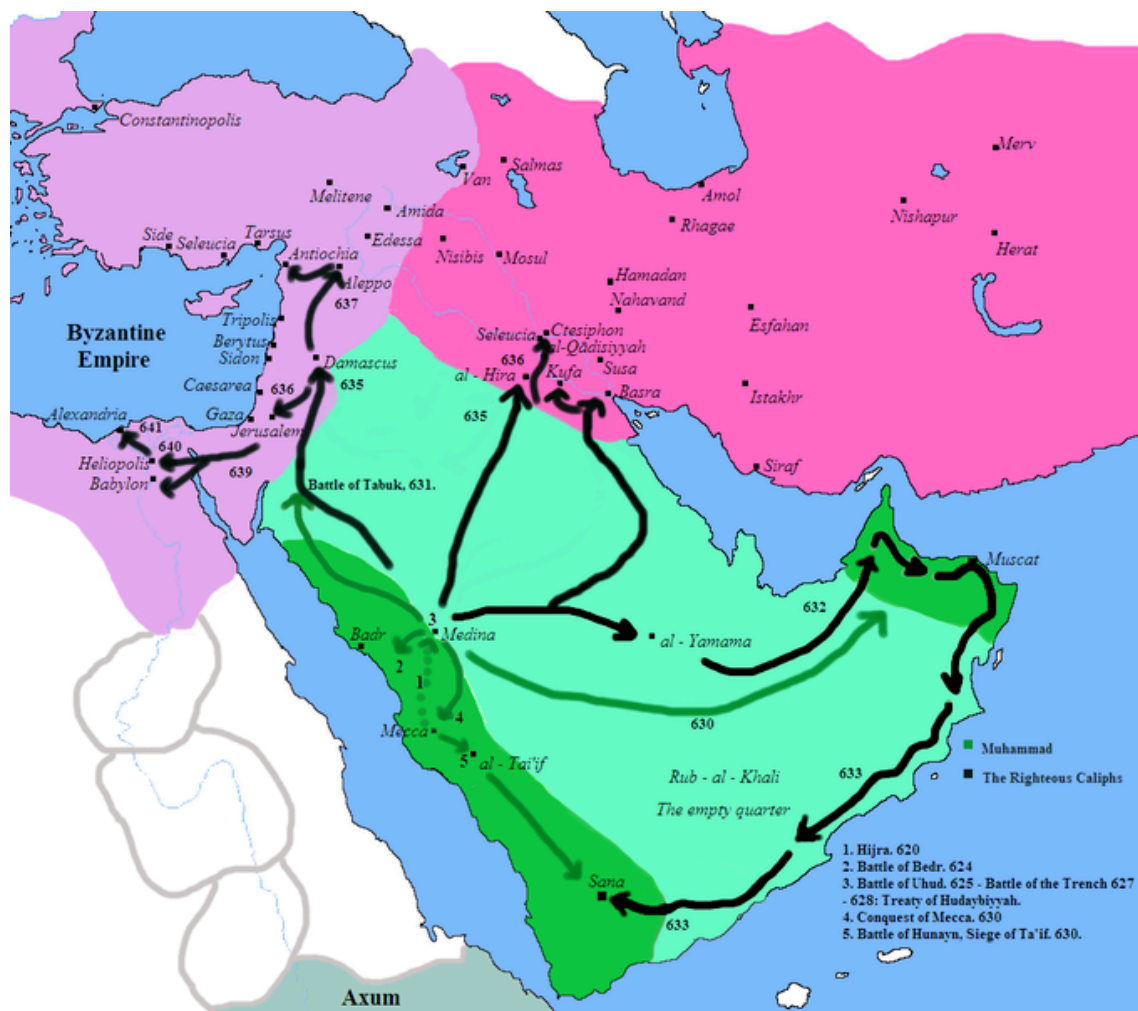 Constantinopolis
Merv
Salmas
Van
Melitene
Amol
Nishapur
Amida
Rhagae
Tarsus
Side
Seleucia
Edessa
Nisibis
Mosul
Herat
Antiochia
Aleppo
Hamadan
Nahavand
637
Esfahan
Byzantine
Empire
Tripolis
Berytus
Sidon
Seleucia
Ctesiphon
al-Qādisiyyah
Damascus
636
Susa
al - Hira
Kufa
Caesarea
636
635
Basra
Istakhr
Alexandria
Gaza
635
Jerusalem
641
640
Heliopolis
639
Siraf
Babylon
Battle of Tabuk, 631.
Muscat
632
3
Medina
al - Yamama
Badr
2
1
4
630
Mecca
5
al - Tai'if
Muhammad
Rub - al - Khali
633
The Righteous Caliphs
The empty quarter
1. Hijra. 620
2. Battle of Bedr. 624
3. Battle of Uhud. 625 - Battle of the Trench 627
- 628: Treaty of Hudaybiyyah.
4. Conquest of Mecca. 630
5. Battle of Hunayn, Siege of Ta'if. 630.
Sana
633
Axum